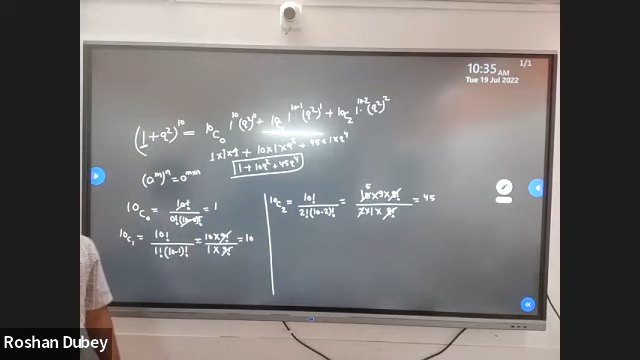 10:35 AM
Tue 19 Jul 2022
1/1
(1+q²)¹⁰ = ¹⁰C₀ 1¹⁰(q²)⁰ + ¹⁰C₁ 1¹⁰⁻¹(q²)¹ + ¹⁰C₂ 1¹⁰⁻²(q²)²
1×1×1 + 10×1×q² + 45×1×q⁴
1+10q²+45q⁴
(aᵐ)ⁿ = aᵐˣⁿ
¹⁰C₀ = 10!/0!(10-0)! = 1
¹⁰C₁ = 10!/1!(10-1)! = 10×9!/1×9! = 10
¹⁰C₂ = 10!/2!(10-2)! = 5 10×9×8!/2×1×8! = 45
Roshan Dubey